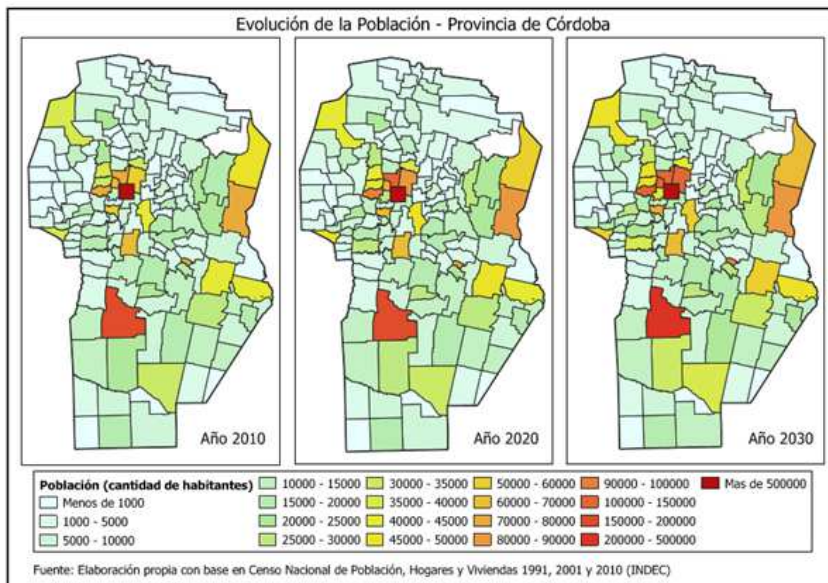 Evolución de la Población - Provincia de Córdoba
Año 2010
Año 2020
Año 2030
Población (cantidad de habitantes)
Menos de 1000
1000 - 5000
5000 - 10000
10000 - 15000
15000 - 20000
20000 - 25000
25000 - 30000
30000 - 35000
35000 - 40000
40000 - 45000
45000 - 50000
50000 - 60000
60000 - 70000
70000 - 80000
80000 - 90000
90000 - 100000
100000 - 150000
150000 - 200000
200000 - 500000
Mas de 500000
Fuente: Elaboración propia con base en Censo Nacional de Población, Hogares y Viviendas 1991, 2001 y 2010 (INDEC)